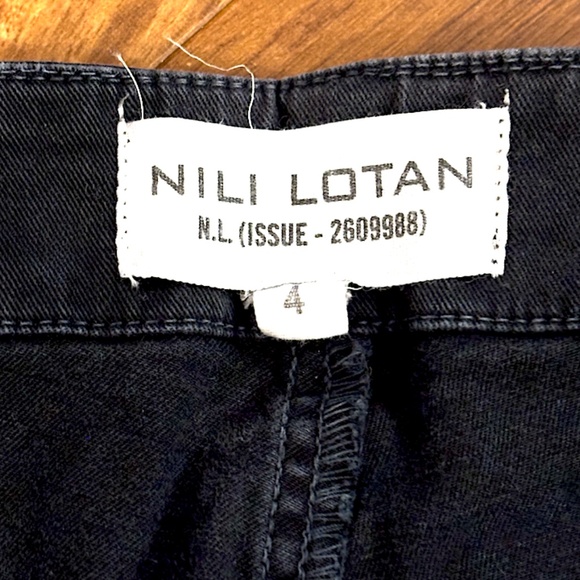 NILI LOTAN
N.L. (ISSUE - 2609988)
4